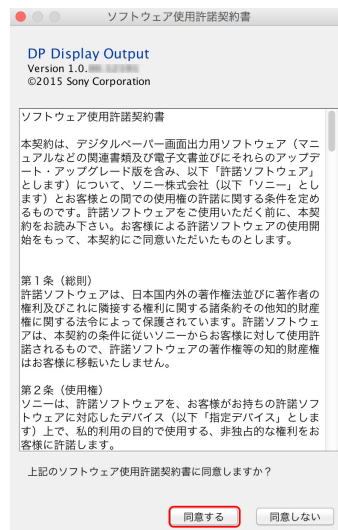 ソフトウェア使用許諾契約書
DP Display Output
Version 1.0.
©2015 Sony Corporation
ソフトウェア使用許諾契約書
本契約は、デジタルペーパー画面出力用ソフトウェア（マニ
ュアルなどの関連書類及び電子文書並びにそれらのアップデ
ート・アップグレード版を含み、以下「許諾ソフトウェア」
とします）について、ソニー株式会社（以下「ソニー」とし
ます）とお客様との間での使用権の許諾に関する条件を定め
るものです。許諾ソフトウェアをご使用いただく前に、本契
約をお読み下さい。お客様による許諾ソフトウェアの使用開
始をもって、本契約にご同意いただいたものとします。
第１条（総則）
許諾ソフトウェアは、日本国内外の著作権法並びに著作者の
権利及びこれに隣接する権利に関する諸条約その他知的財産
権に関する法令によって保護されています。許諾ソフトウェ
アは、本契約の条件に従いソニーからお客様に対して使用許
諾されるもので、許諾ソフトウェアの著作権等の知的財産権
はお客様に移転いたしません。
第２条（使用権）
ソニーは、許諾ソフトウェアを、お客様がお持ちの許諾ソフ
トウェアに対応したデバイス（以下「指定デバイス」としま
す）上で、私的利用の目的で使用する、非独占的な権利をお
客様に許諾します。
上記のソフトウェア使用許諾契約書に同意しますか？
同意する
同意しない